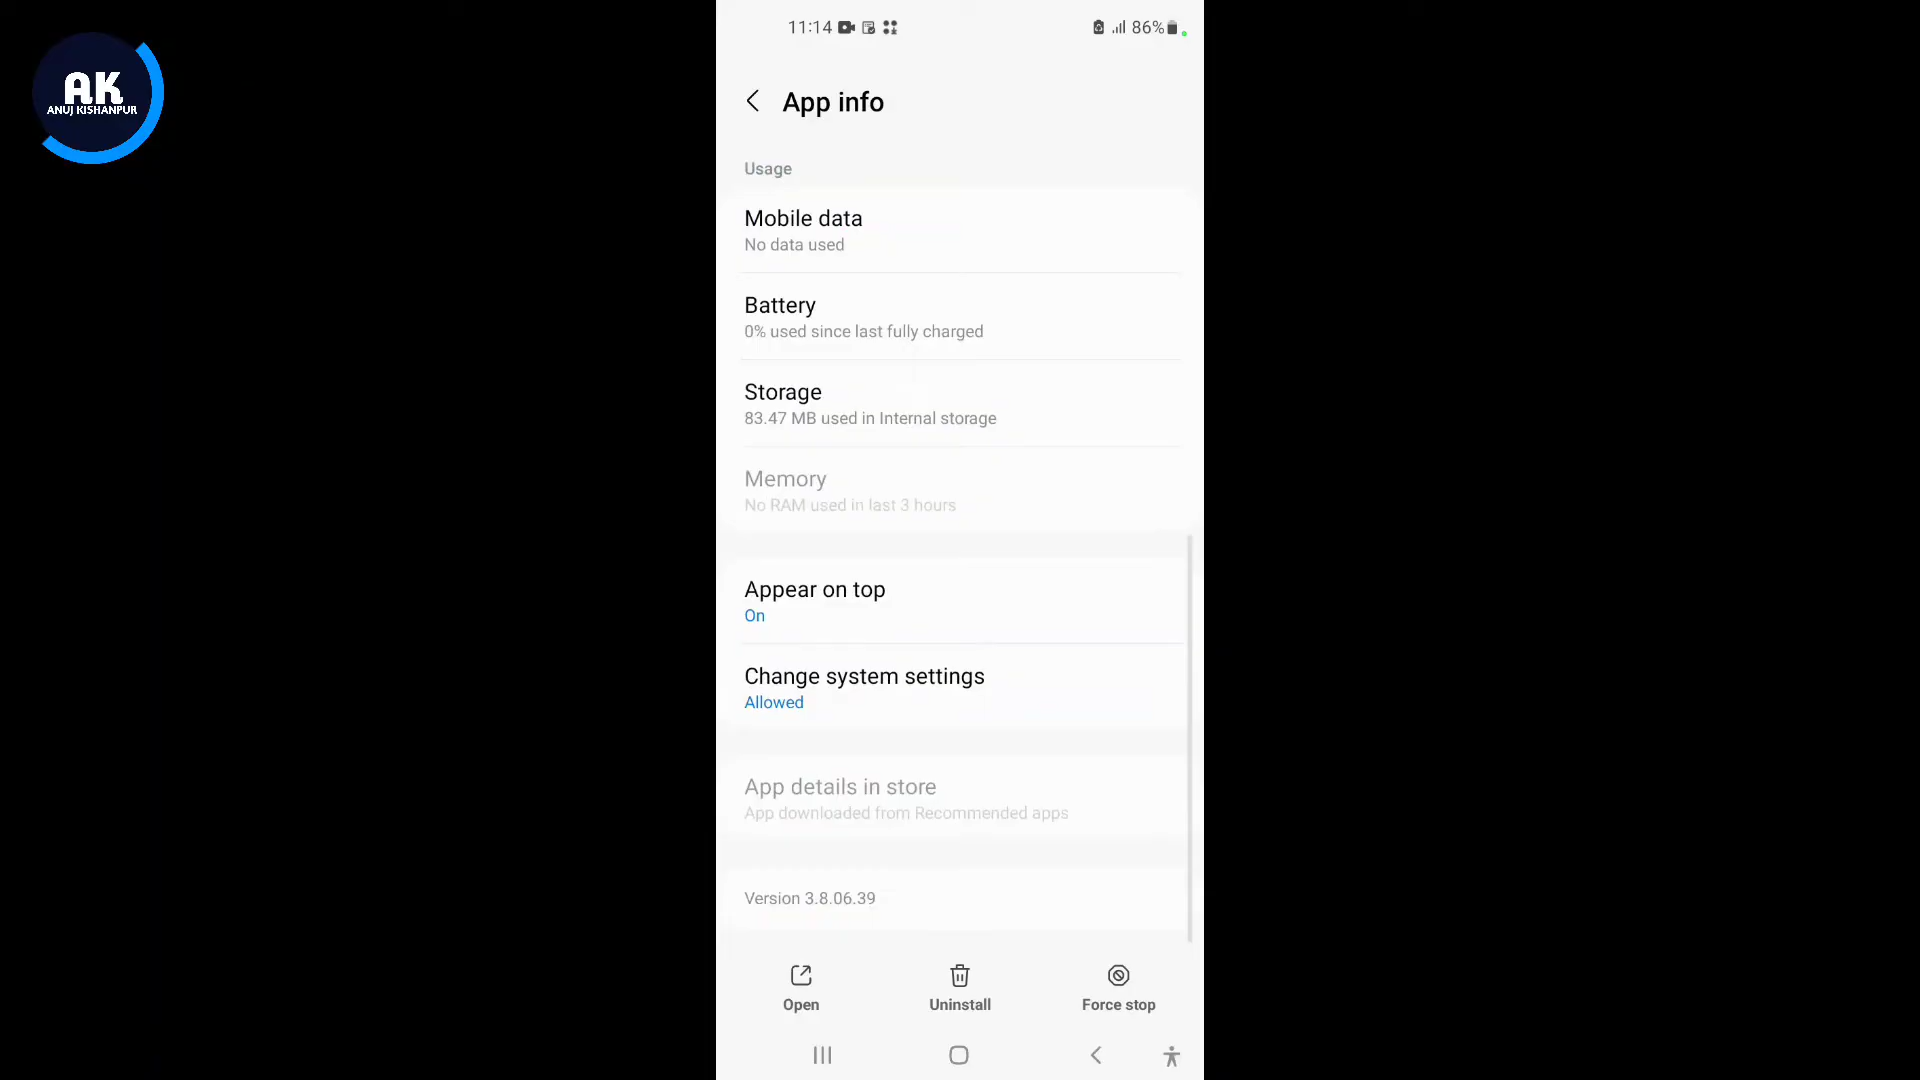 AK
ANUJ KISHANPUR
11:14
86%
App info
Usage
Mobile data
No data used
Battery
0% used since last fully charged
Storage
83.47 MB used in Internal storage
Memory
No RAM used in last 3 hours
Appear on top
On
Change system settings
Allowed
App details in store
App downloaded from Recommended apps
Version 3.8.06.39
Open
Uninstall
Force stop